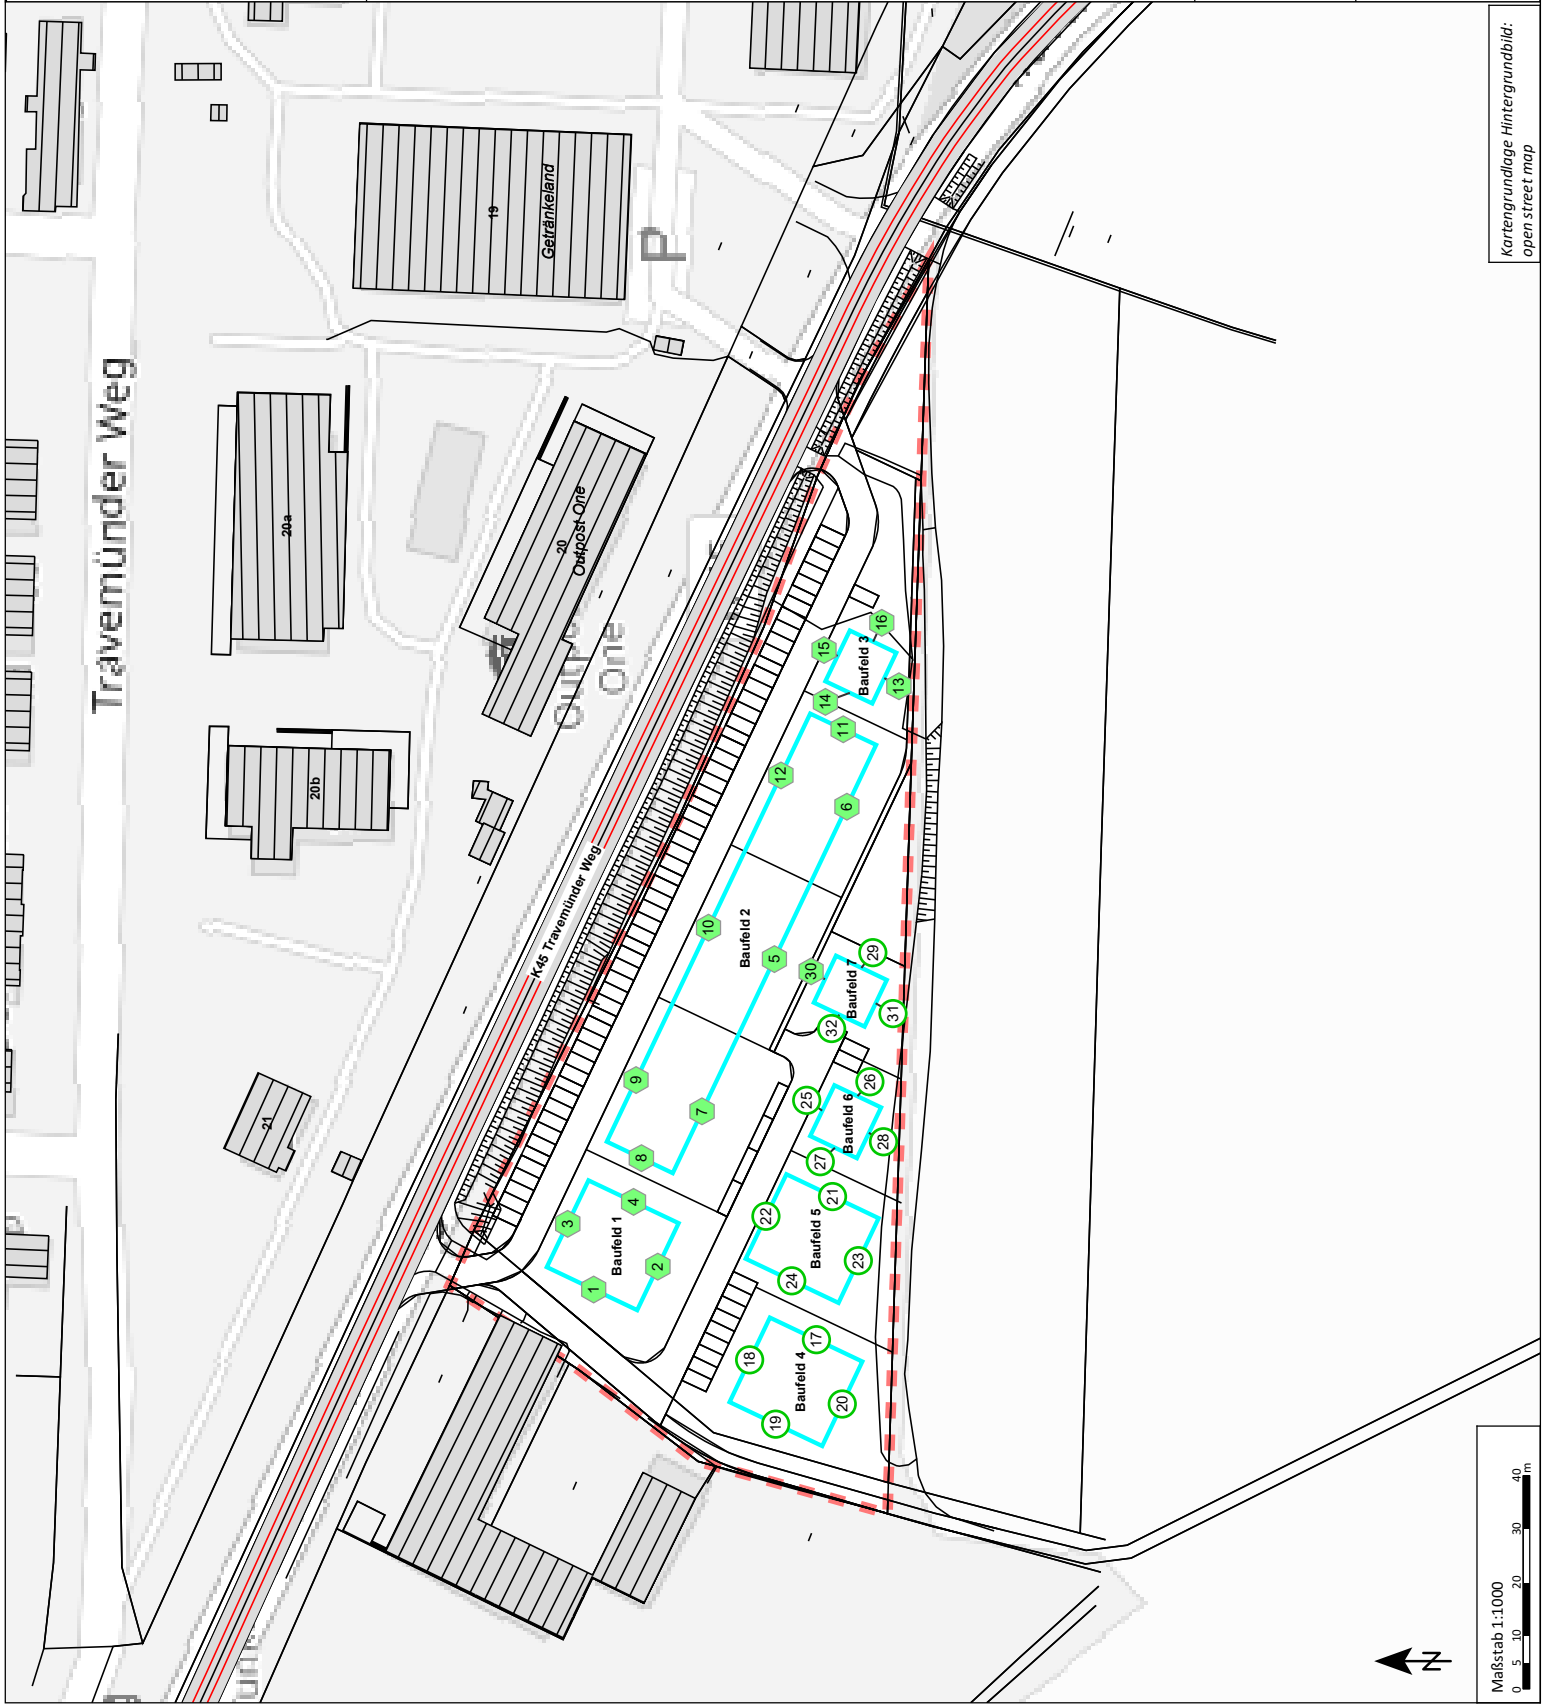 Travemünder Weg
19
Getränkeland
P
20a
20
Outpost One
One
20b
21
K45 Travemünder Weg
Baufeld 1
1
2
3
4
Baufeld 2
5
6
7
8
9
10
11
12
Baufeld 3
13
14
15
16
Baufeld 4
17
18
19
20
Baufeld 5
21
22
23
24
Baufeld 6
25
26
27
28
Baufeld 7
29
30
31
32
N
Maßstab 1:1000
0 5 10 20 30 40 m
Kartengrundlage Hintergrundbild:
open street map